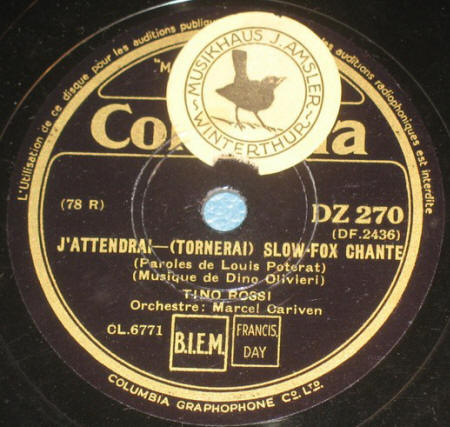 L'Utilisation de ce disque pour les auditions publiques
les auditions radiophoniques est interdite
MUSIKHAUS J. AMSLER
WINTERTHUR
(78 R)
DZ 270
(DF.2436)
J'ATTENDRAI—(TORNERAI) SLOW-FOX CHANTE
(Paroles de Louis Poterat)
(Musique de Dino Olivieri)
TINO ROSSI
Orchestre: Marcel Cariven
CL.6771
B.I.E.M.
FRANCIS,
DAY
COLUMBIA GRAPHOPHONE CO. LTD.